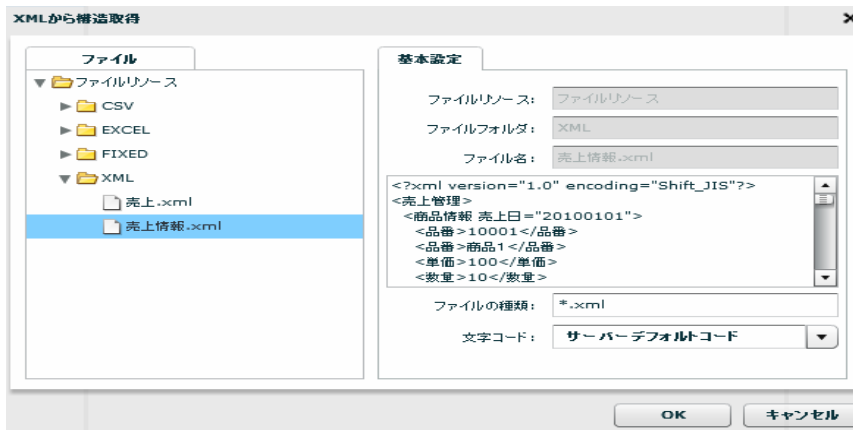 XMLから構造取得
ファイル
ファイルリソース
CSV
EXCEL
FIXED
XML
売上.xml
売上情報.xml
基本設定
ファイルリソース: ファイルリソース
ファイルフォルダ: XML
ファイル名: 売上情報.xml
<?xml version="1.0" encoding="Shift_JIS"?>
<売上管理>
<商品情報 売上日="20100101">
<品番>10001</品番>
<品番>商品1</品番>
<単価>100</単価>
<数量>10</数量>
ファイルの種類: *.xml
文字コード: サーバーデフォルトコード
OK キャンセル